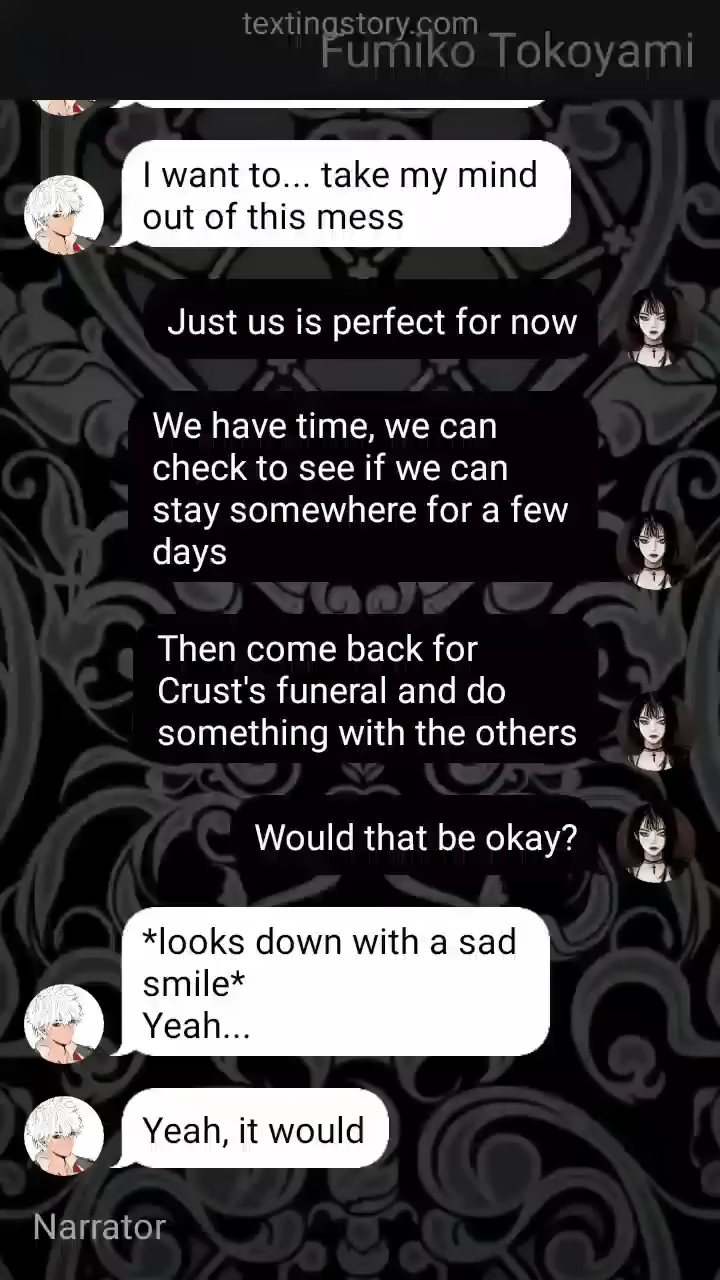 textingstory.com
Fumiko Tokoyami
I want to... take my mind
out of this mess
Just us is perfect for now
We have time, we can
check to see if we can
stay somewhere for a few
days
Then come back for
Crust's funeral and do
something with the others
Would that be okay?
*looks down with a sad
smile*
Yeah...
Yeah, it would
Narrator